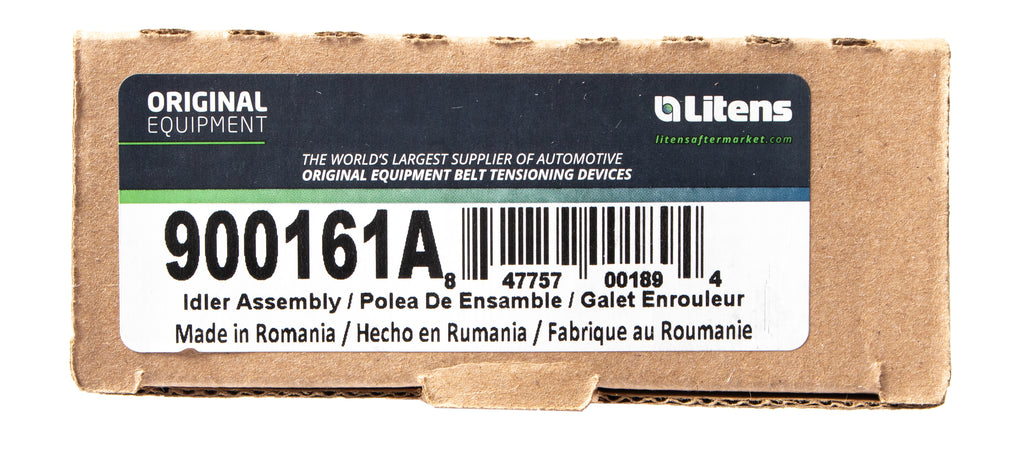 ORIGINAL
EQUIPMENT
Litens
litensaftermarket.com
THE WORLD'S LARGEST SUPPLIER OF AUTOMOTIVE
ORIGINAL EQUIPMENT BELT TENSIONING DEVICES
900161A
8 47757 00189 4
Idler Assembly / Polea De Ensamble / Galet Enrouleur
Made in Romania / Hecho en Rumania / Fabrique au Roumanie